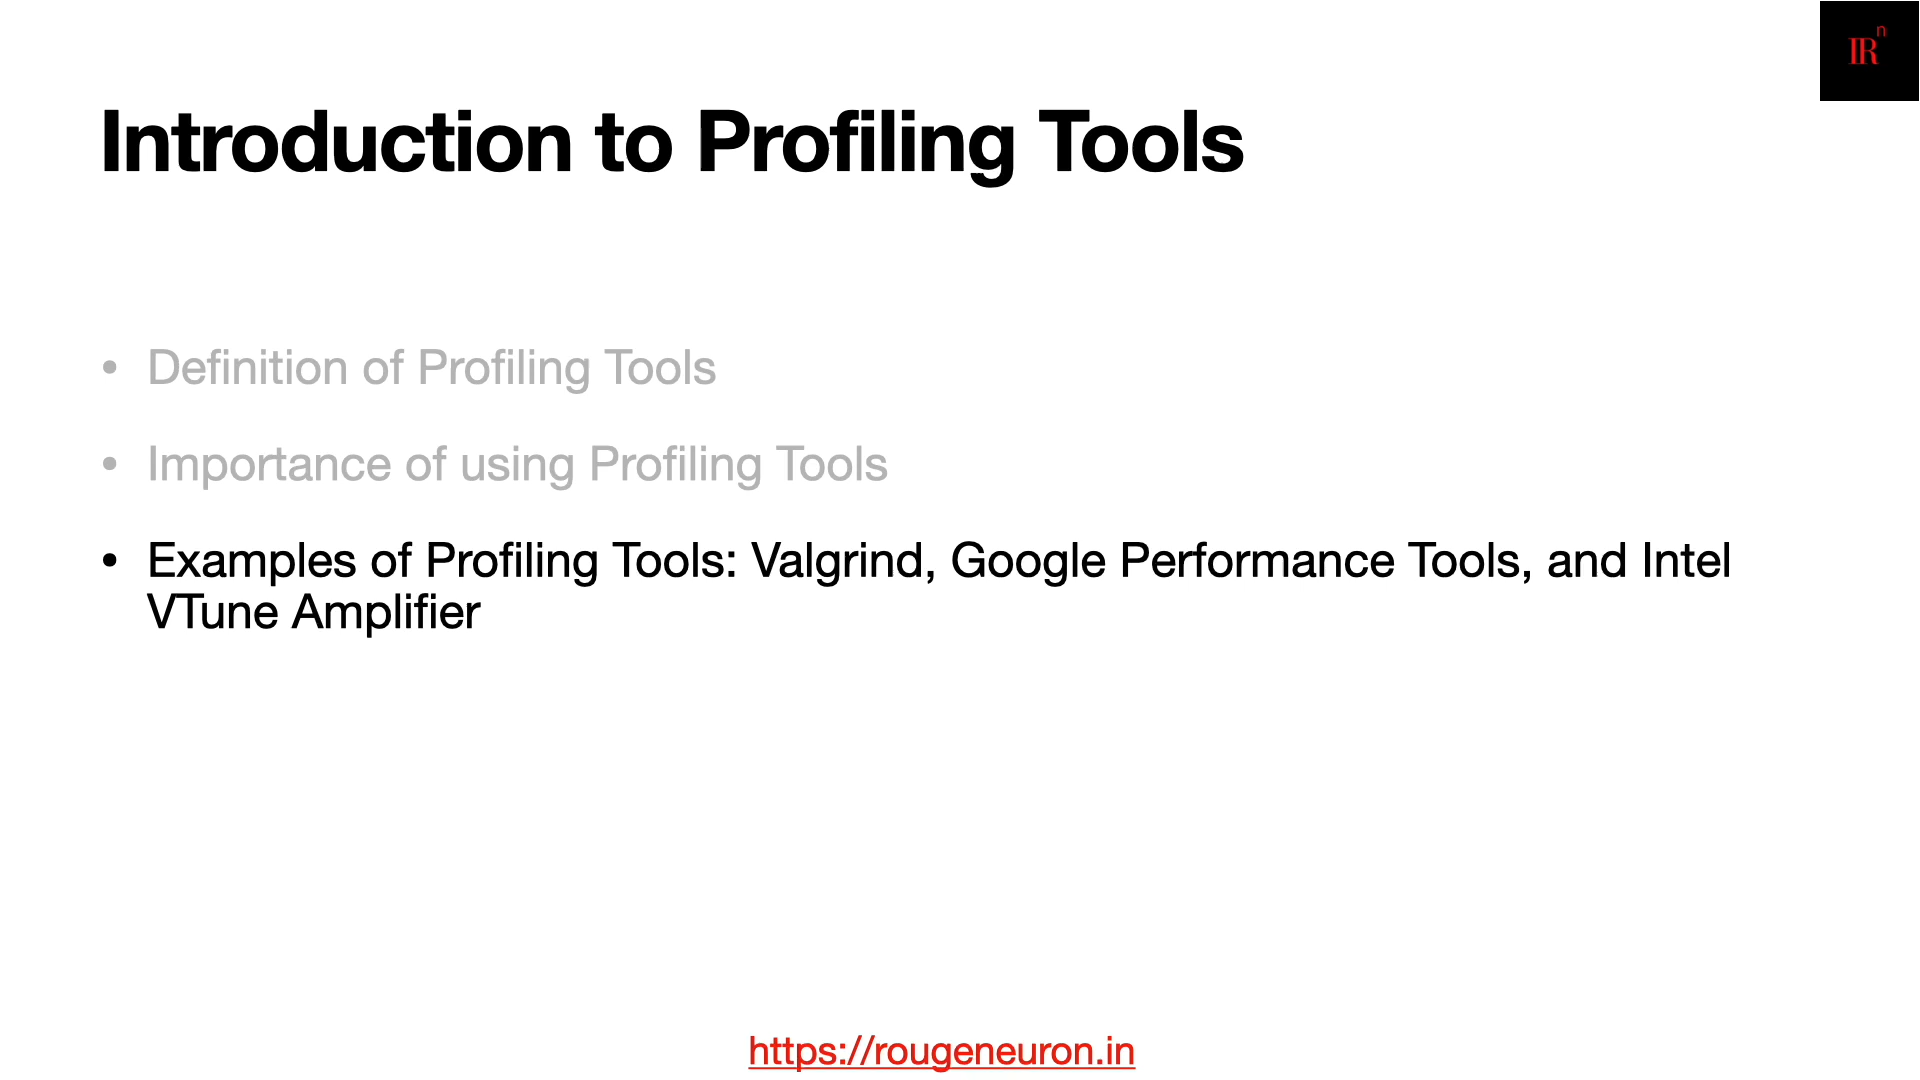 IRn
Introduction to Profiling Tools
• Definition of Profiling Tools
• Importance of using Profiling Tools
• Examples of Profiling Tools: Valgrind, Google Performance Tools, and Intel
VTune Amplifier
https://rougeneuron.in